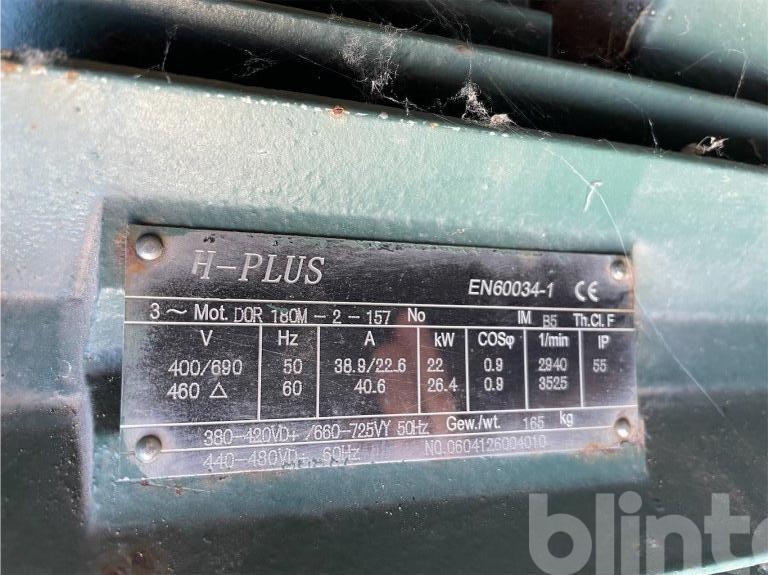 H-PLUS EN60034-1 CE
3~Mot. DOR 180M-2-157 No IM B5 Th.Cl. F
V Hz A kW COSφ 1/min IP
400/690 50 38.9/22.6 22 0.9 2940 55
460 △ 60 40.6 26.4 0.9 3525
380-420VD+ /660-725VY 50Hz Gew./wt. 165 kg
440-480VD+ 60Hz NO.0604126004010
blinto